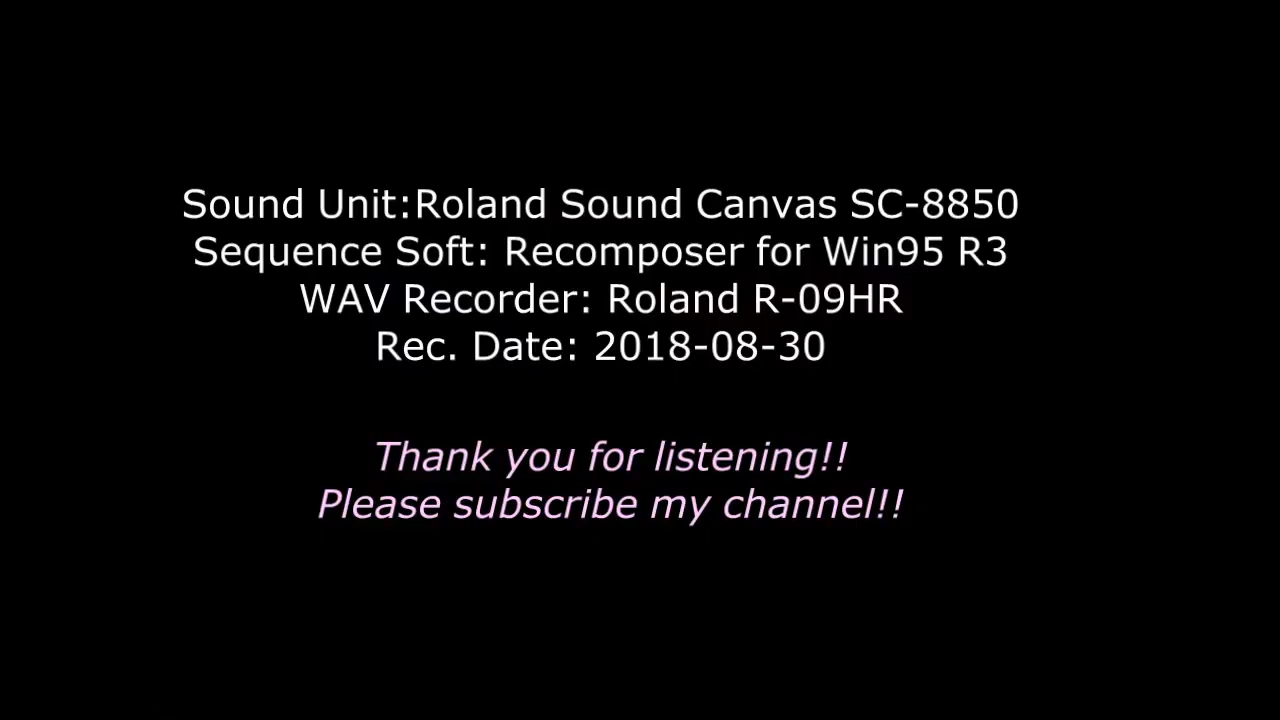 Sound Unit:Roland Sound Canvas SC-8850
Sequence Soft: Recomposer for Win95 R3
WAV Recorder: Roland R-09HR
Rec. Date: 2018-08-30
Thank you for listening!!
Please subscribe my channel!!